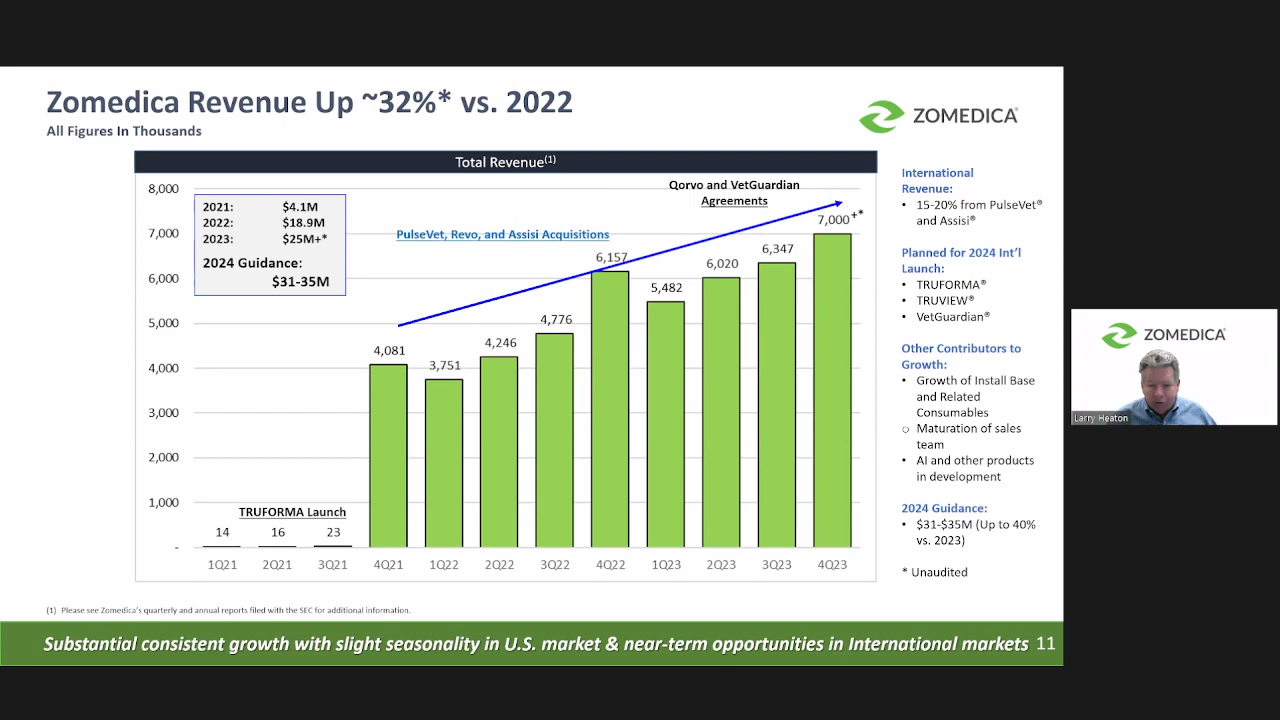 Zomedica Revenue Up ~32%* vs. 2022
All Figures In Thousands
ZOMEDICA®
Total Revenue(1)
8,000
7,000
6,000
5,000
4,000
3,000
2,000
1,000
-
2021: $4.1M
2022: $18.9M
2023: $25M+*
2024 Guidance:
$31-35M
PulseVet, Revo, and Assisi Acquisitions
Qorvo and VetGuardian
Agreements
TRUFORMA Launch
14
16
23
4,081
3,751
4,246
4,776
6,157
5,482
6,020
6,347
7,000+*
1Q21
2Q21
3Q21
4Q21
1Q22
2Q22
3Q22
4Q22
1Q23
2Q23
3Q23
4Q23
International
Revenue:
• 15-20% from PulseVet®
and Assisi®
Planned for 2024 Int'l
Launch:
• TRUFORMA®
• TRUVIEW®
• VetGuardian®
Other Contributors to
Growth:
• Growth of Install Base
and Related
Consumables
o Maturation of sales
team
• AI and other products
in development
2024 Guidance:
• $31-$35M (Up to 40%
vs. 2023)
* Unaudited
(1) Please see Zomedica's quarterly and annual reports filed with the SEC for additional information.
Substantial consistent growth with slight seasonality in U.S. market & near-term opportunities in International markets 11
ZOMEDICA®
Larry Heaton